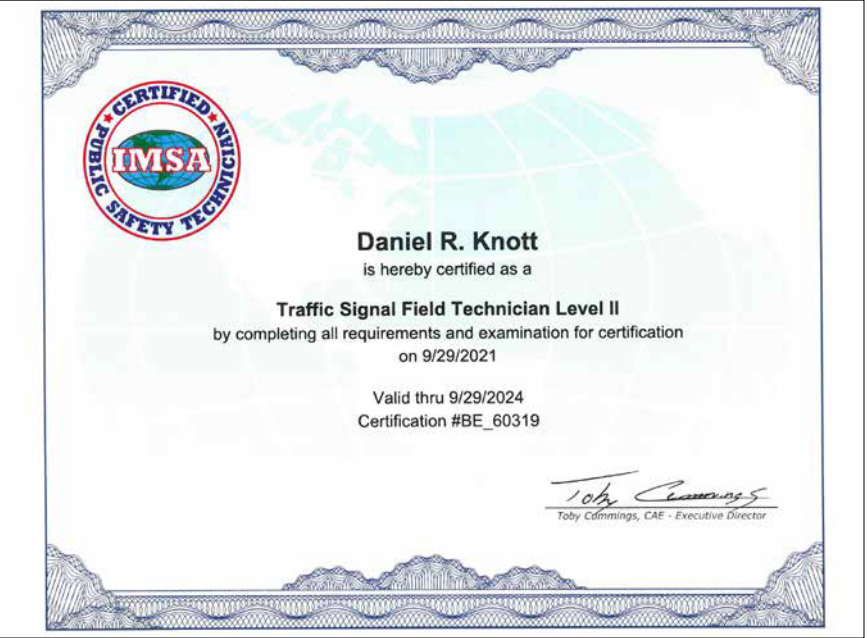 CERTIFIED
PUBLIC SAFETY TECHNICIAN
IMSA
Daniel R. Knott
is hereby certified as a
Traffic Signal Field Technician Level II
by completing all requirements and examination for certification
on 9/29/2021
Valid thru 9/29/2024
Certification #BE_60319
Toby Cummings
Toby Cummings, CAE - Executive Director